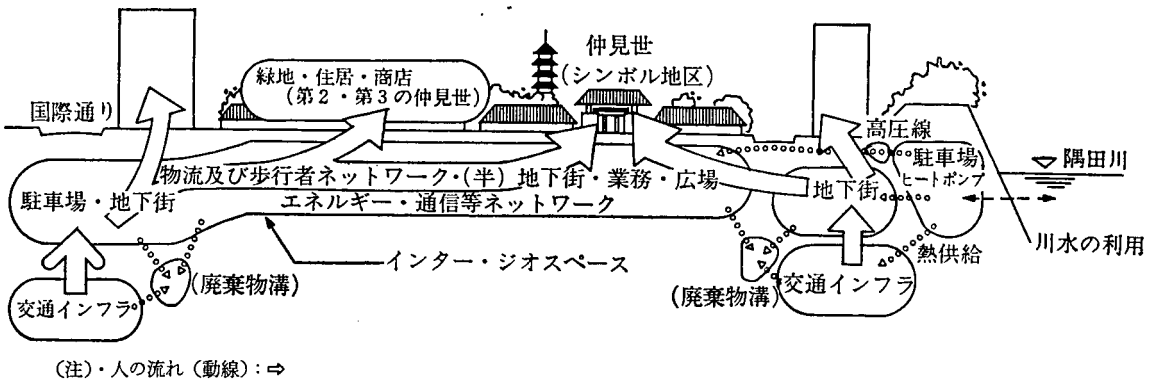 仲見世
(シンボル地区)
緑地・住居・商店
(第2・第3の仲見世)
国際通り
高圧線
駐車場
ヒートポンプ
隅田川
物流及び歩行者ネットワーク・(半)地下街・業務・広場
エネルギー・通信等ネットワーク
駐車場・地下街
地下街
川水の利用
熱供給
インター・ジオスペース
(廃棄物溝)
(廃棄物溝)
交通インフラ
交通インフラ
(注)・人の流れ(動線):⇨